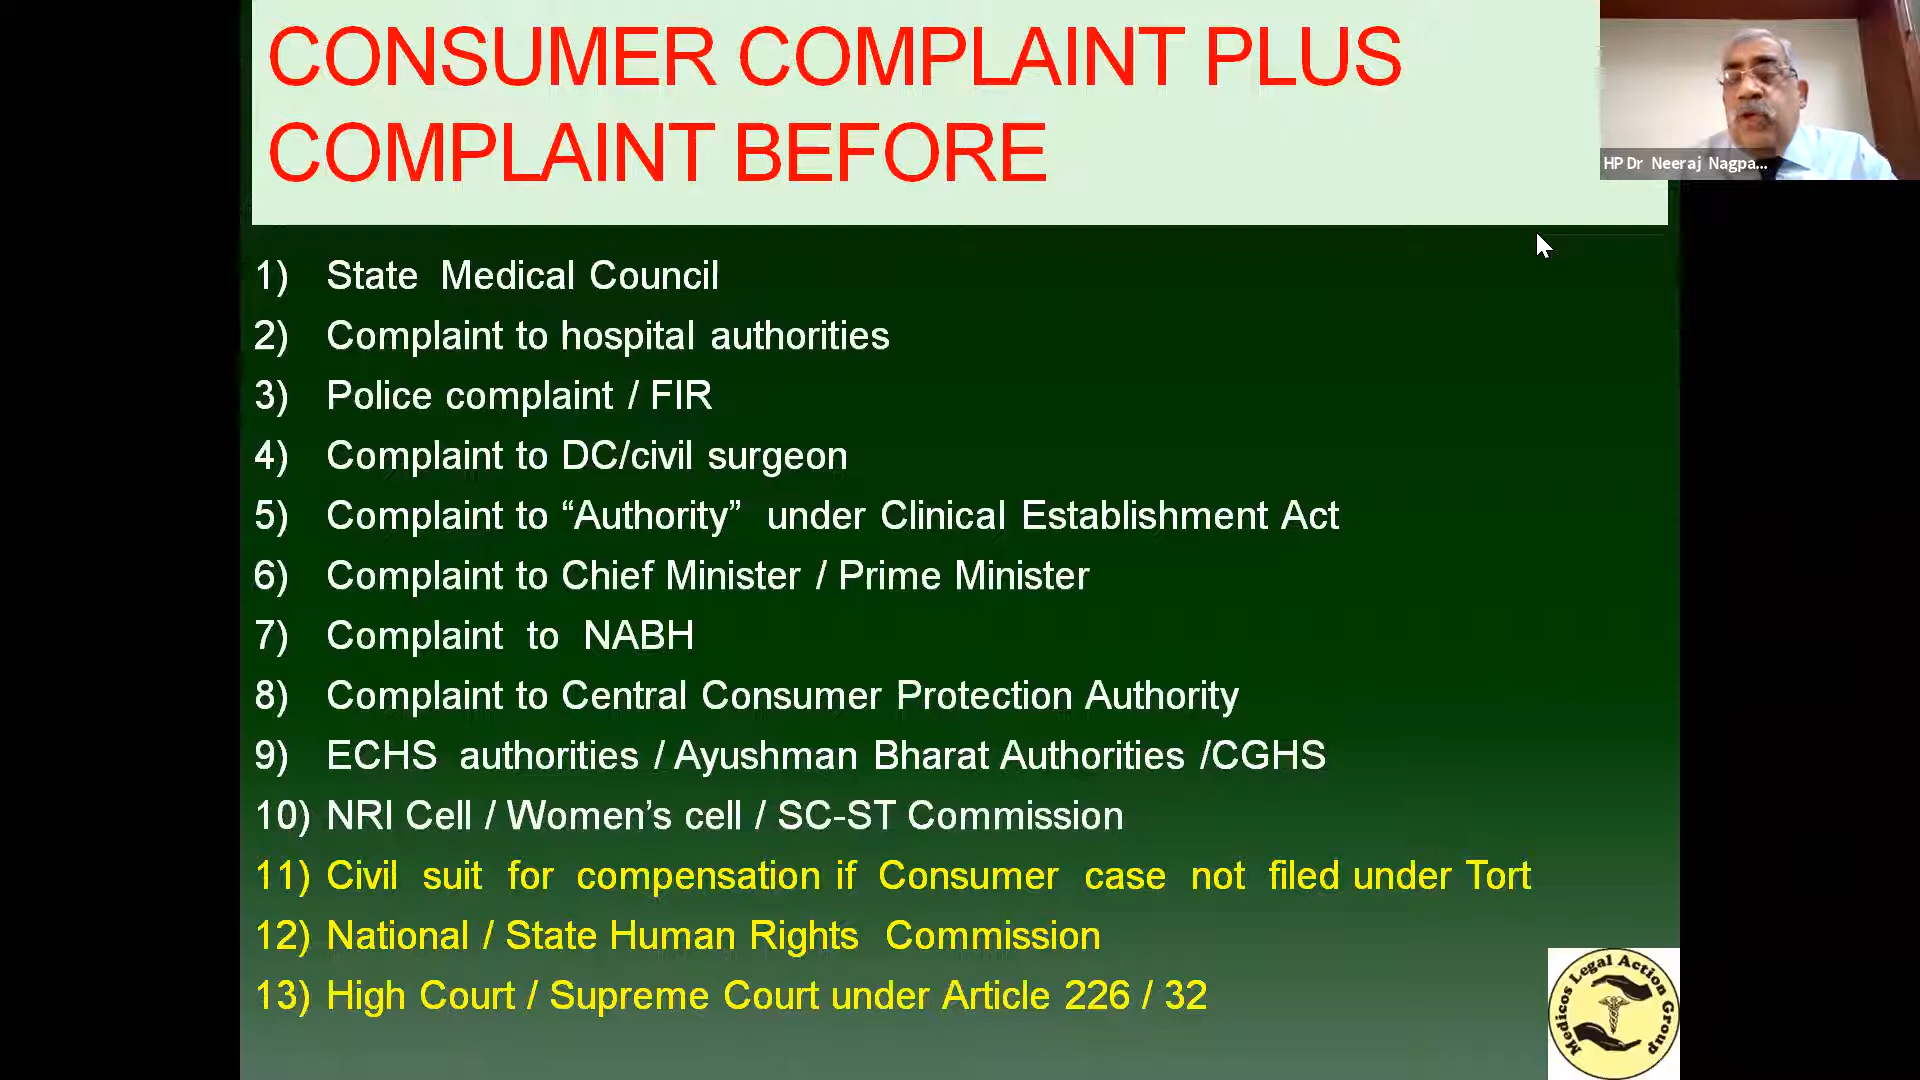 CONSUMER COMPLAINT PLUS
COMPLAINT BEFORE
HP Dr Neeraj Nagpa...
1) State Medical Council
2) Complaint to hospital authorities
3) Police complaint / FIR
4) Complaint to DC/civil surgeon
5) Complaint to “Authority” under Clinical Establishment Act
6) Complaint to Chief Minister / Prime Minister
7) Complaint to NABH
8) Complaint to Central Consumer Protection Authority
9) ECHS authorities / Ayushman Bharat Authorities /CGHS
10) NRI Cell / Women’s cell / SC-ST Commission
11) Civil suit for compensation if Consumer case not filed under Tort
12) National / State Human Rights Commission
13) High Court / Supreme Court under Article 226 / 32
Medicos Legal Action Group